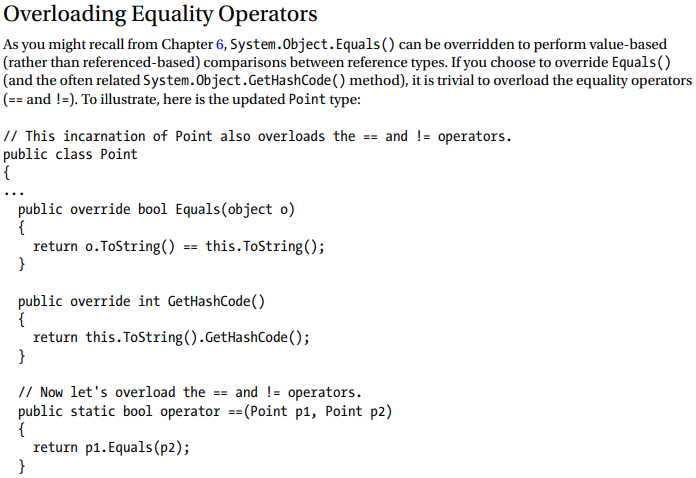 Overloading Equality Operators
As you might recall from Chapter 6, System.Object.Equals() can be overridden to perform value-based
(rather than referenced-based) comparisons between reference types. If you choose to override Equals()
(and the often related System.Object.GetHashCode() method), it is trivial to overload the equality operators
(== and !=). To illustrate, here is the updated Point type:
// This incarnation of Point also overloads the == and != operators.
public class Point
{
...
  public override bool Equals(object o)
  {
    return o.ToString() == this.ToString();
  }
  public override int GetHashCode()
  {
    return this.ToString().GetHashCode();
  }
  // Now let's overload the == and != operators.
  public static bool operator ==(Point p1, Point p2)
  {
    return p1.Equals(p2);
  }